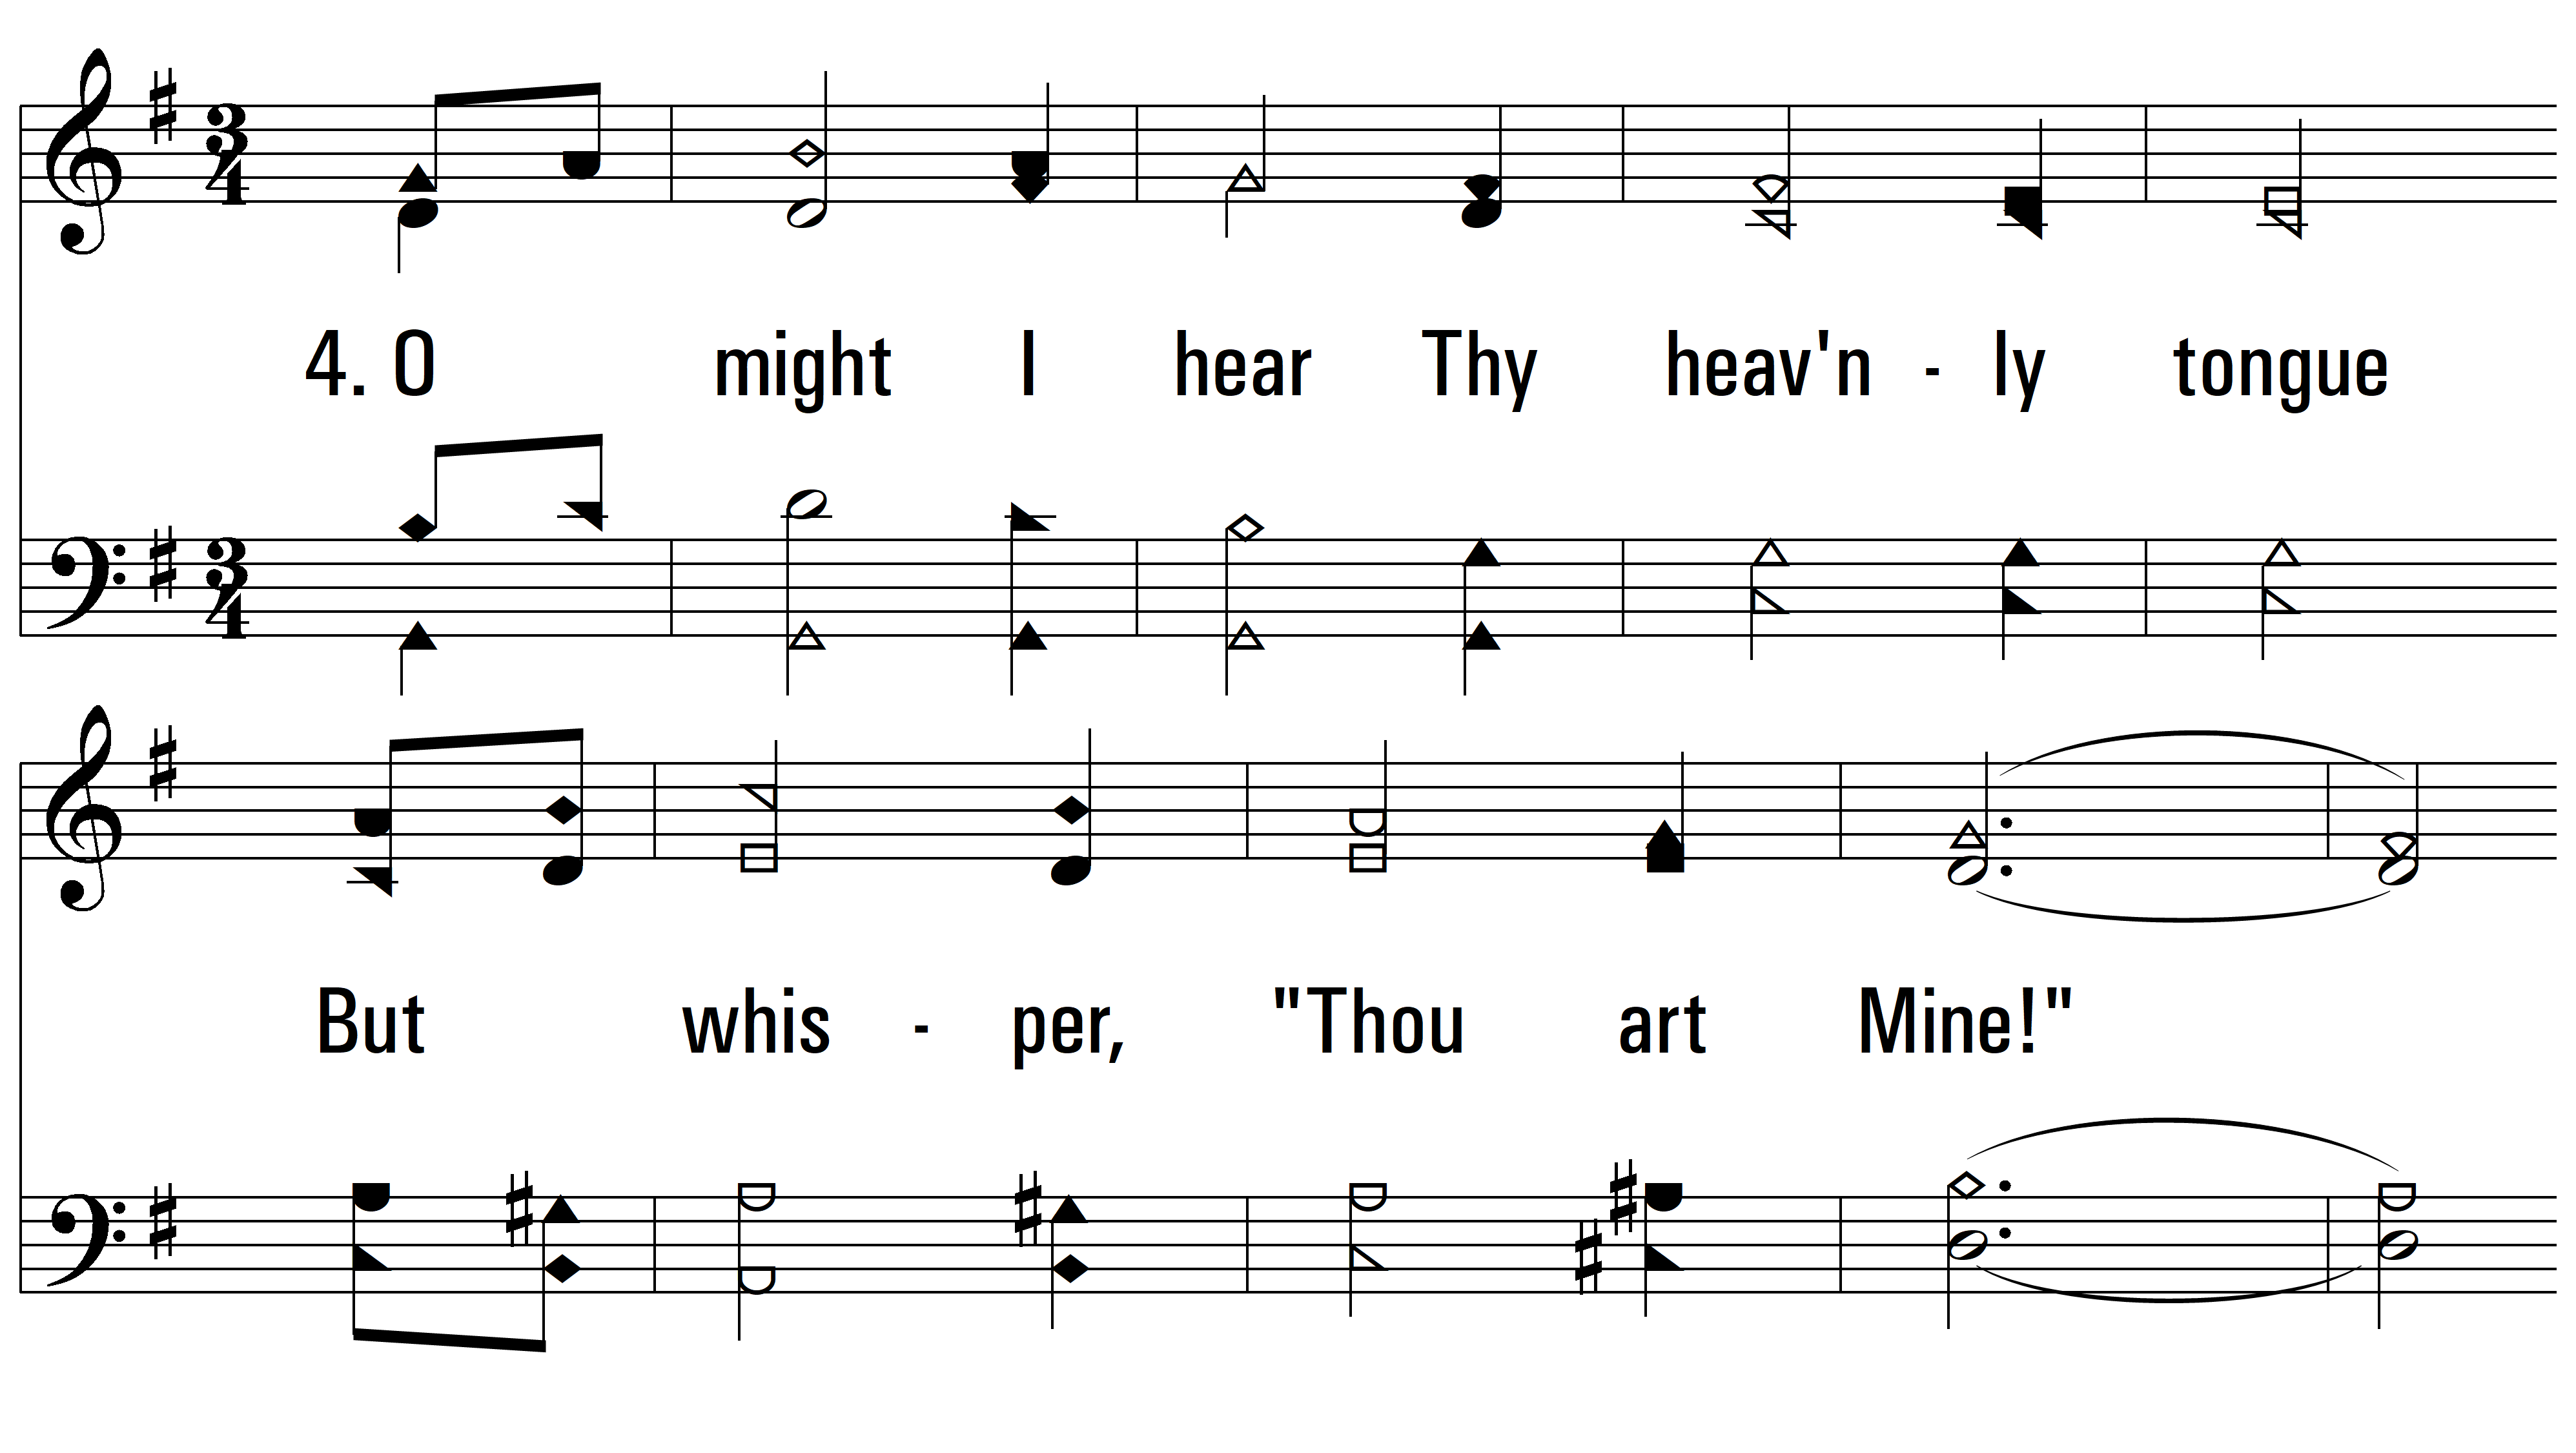 4. O might I hear Thy heav'n - ly tongue
But whis - per, "Thou art Mine!"